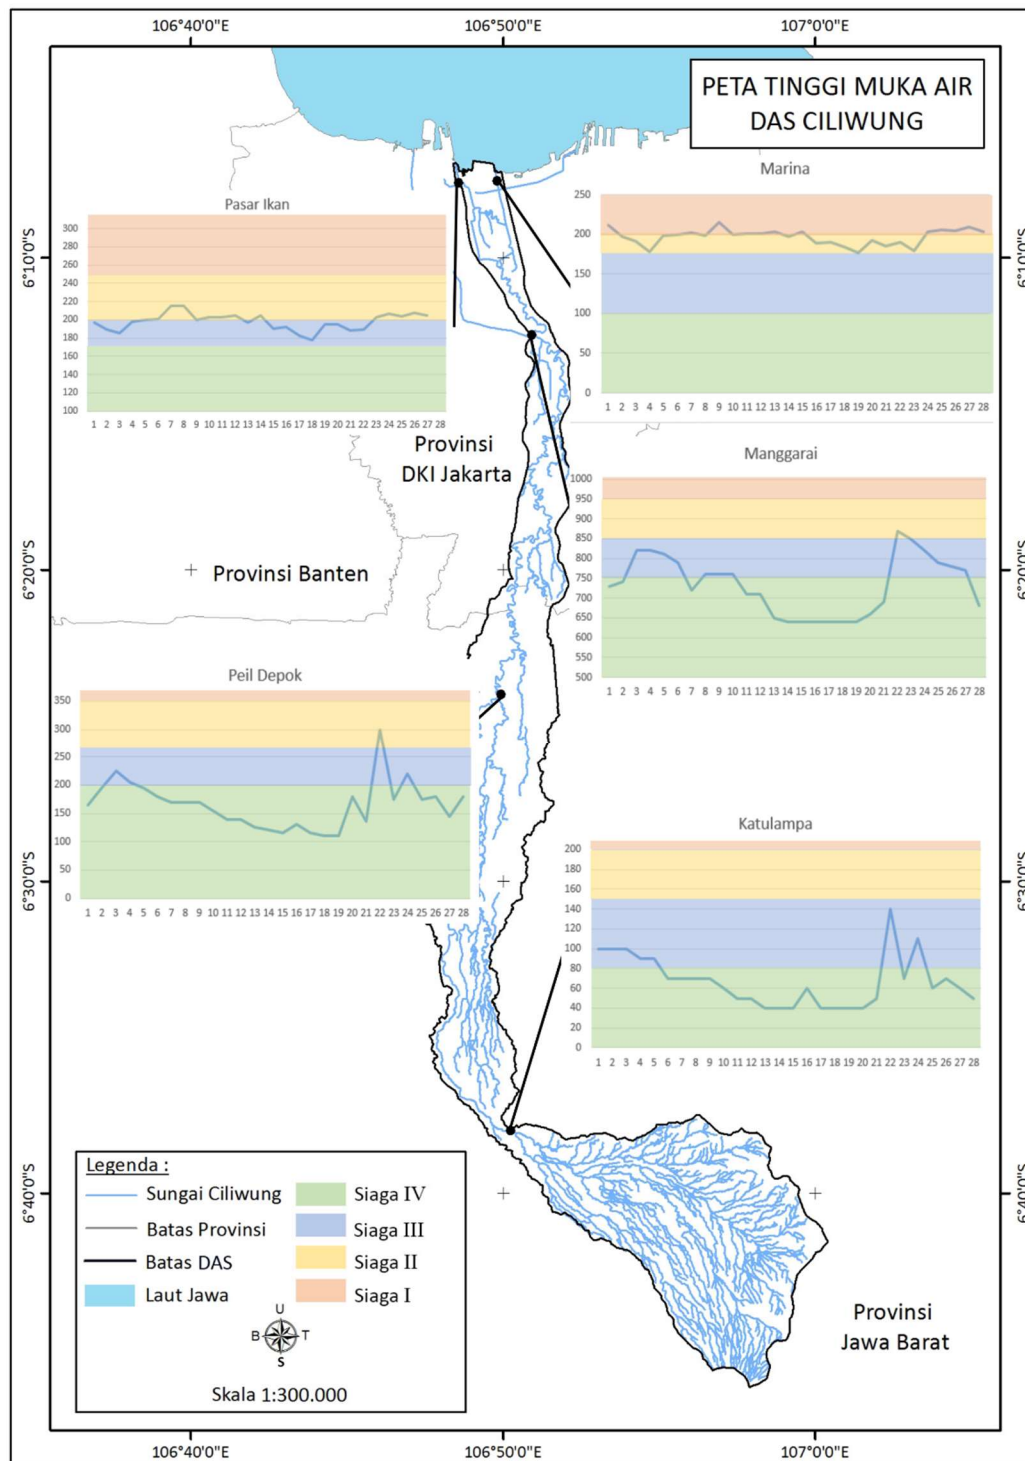 106°40'0"E 106°50'0"E 107°0'0"E
PETA TINGGI MUKA AIR
DAS CILIWUNG
6°10'0"S
6°20'0"S
6°30'0"S
6°40'0"S
Pasar Ikan
300
280
260
240
220
200
180
160
140
120
100
1 2 3 4 5 6 7 8 9 10 11 12 13 14 15 16 17 18 19 20 21 22 23 24 25 26 27 28
Marina
250
200
150
100
50
0
1 2 3 4 5 6 7 8 9 10 11 12 13 14 15 16 17 18 19 20 21 22 23 24 25 26 27 28
Provinsi
DKI Jakarta
Manggarai
1000
950
900
850
800
750
700
650
600
550
500
1 2 3 4 5 6 7 8 9 10 11 12 13 14 15 16 17 18 19 20 21 22 23 24 25 26 27 28
Provinsi Banten
Peil Depok
350
300
250
200
150
100
50
0
1 2 3 4 5 6 7 8 9 10 11 12 13 14 15 16 17 18 19 20 21 22 23 24 25 26 27 28
Katulampa
200
180
160
140
120
100
80
60
40
20
0
1 2 3 4 5 6 7 8 9 10 11 12 13 14 15 16 17 18 19 20 21 22 23 24 25 26 27 28
Legenda :
Sungai Ciliwung
Batas Provinsi
Batas DAS
Laut Jawa
Siaga IV
Siaga III
Siaga II
Siaga I
U
B T
S
Skala 1:300.000
Provinsi
Jawa Barat
6°10'0"S
6°20'0"S
6°30'0"S
6°40'0"S
106°40'0"E 106°50'0"E 107°0'0"E